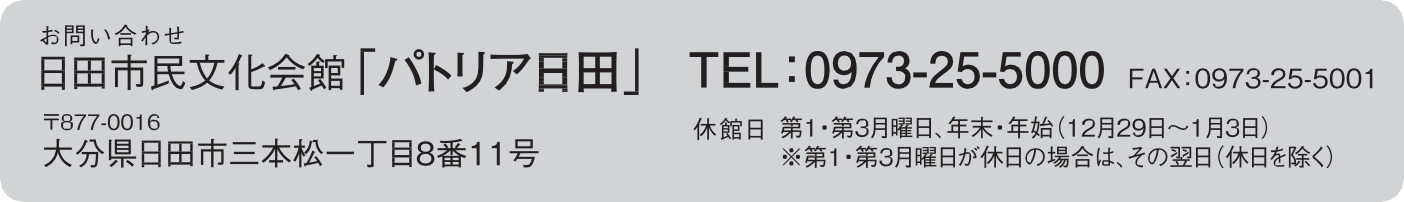 お問い合わせ
日田市民文化会館「パトリア日田」 TEL:0973-25-5000 FAX:0973-25-5001
〒877-0016
大分県日田市三本松一丁目8番11号
休館日 第1・第3月曜日、年末・年始(12月29日〜1月3日)
※第1・第3月曜日が休日の場合は、その翌日(休日を除く)